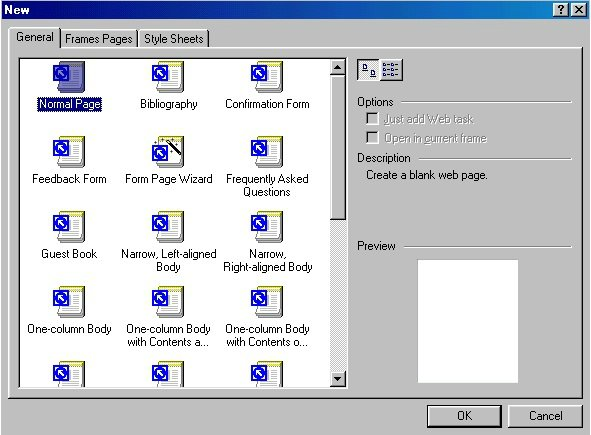 New
General
Frames Pages
Style Sheets
Normal Page
Bibliography
Confirmation Form
Feedback Form
Form Page Wizard
Frequently Asked
Questions
Guest Book
Narrow, Left-aligned
Body
Narrow,
Right-aligned Body
One-column Body
One-column Body
with Contents a...
One-column Body
with Contents o...
Options
Just add Web task
Open in current frame
Description
Create a blank web page.
Preview
OK
Cancel